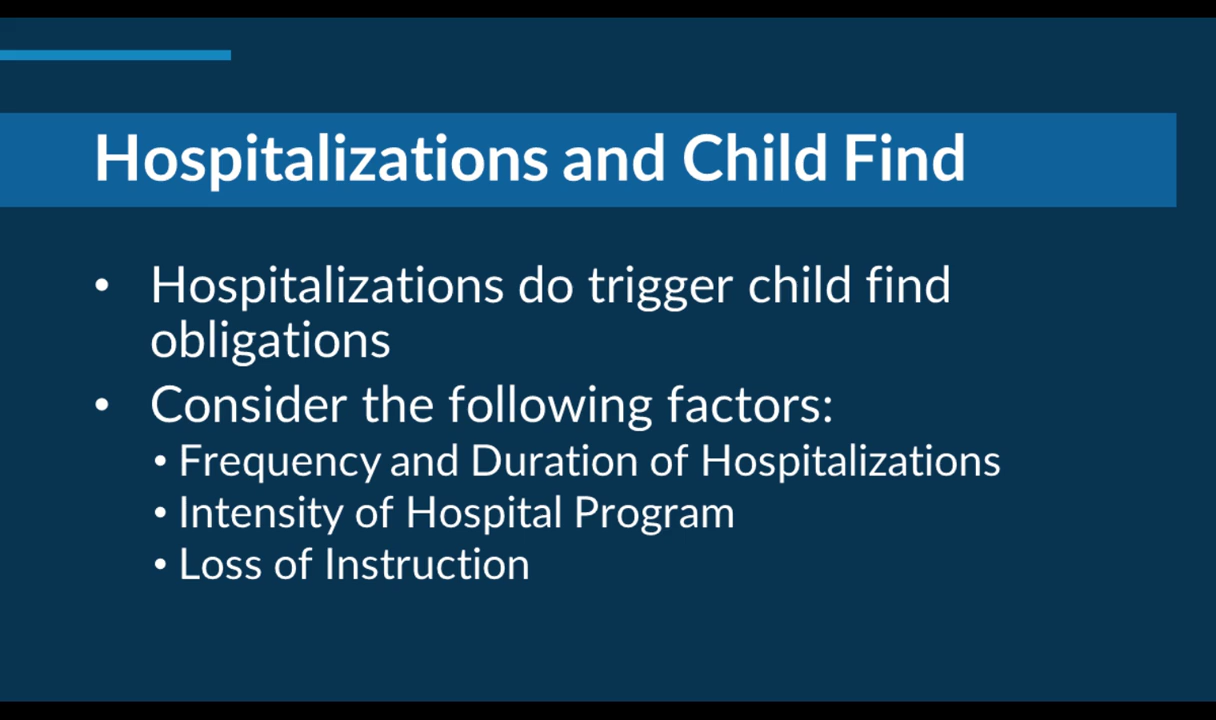 Hospitalizations and Child Find
• Hospitalizations do trigger child find
obligations
• Consider the following factors:
• Frequency and Duration of Hospitalizations
• Intensity of Hospital Program
• Loss of Instruction